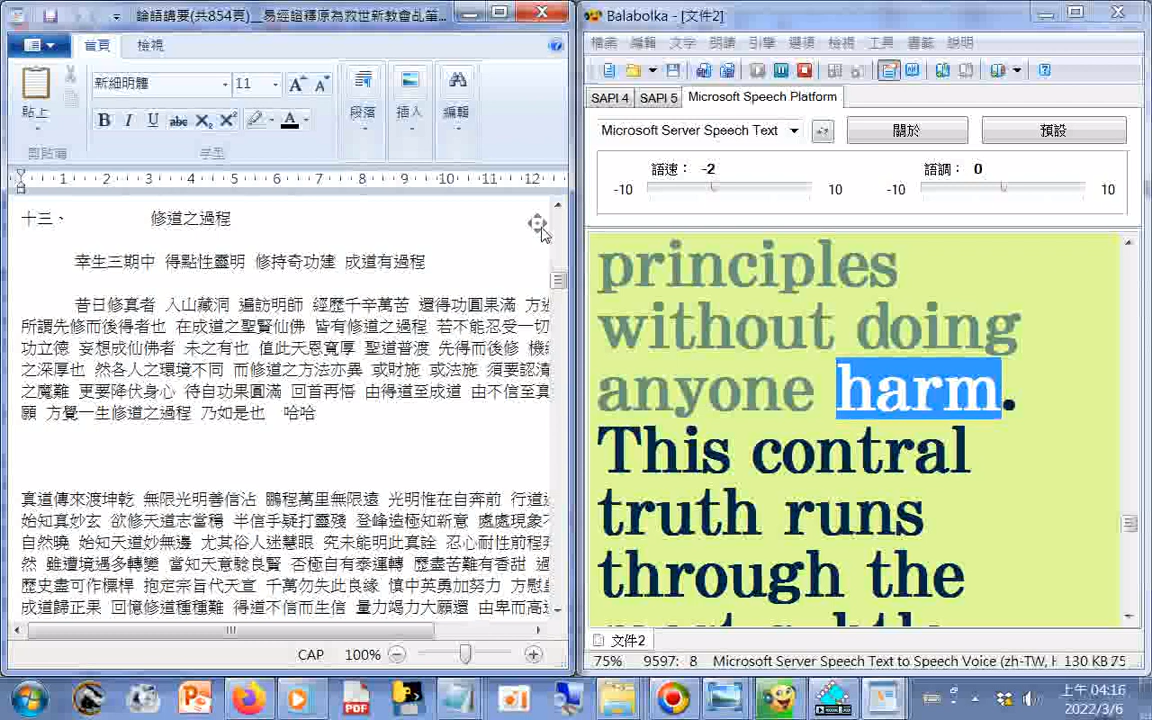 論語講要(共854頁)__易經證釋原為救世新教會乩筆...
首頁
檢視
新細明體
11
貼上
段落
插入
編輯
剪貼簿
字型
1 2 3 4 5 6 7 8 9 10 11 12
十三、 修道之過程
幸生三期中 得點性靈明 修持奇功建 成道有過程
昔日修真者 入山藏洞 遍訪明師 經歷千辛萬苦 還得功圓果滿 方
所謂先修而後得者也 在成道之聖賢仙佛 皆有修道之過程 若不能忍受一切
功立德 妄想成仙佛者 未之有也 值此天恩寬厚 聖道普渡 先得而後修 機
之深厚也 然各人之環境不同 而修道之方法亦異 或財施 或法施 須要認清
之魔難 更要降伏身心 待自功果圓滿 回首再悟 由得道至成道 由不信至真
願 方覺一生修道之過程 乃如是也 哈哈
真道傳來渡坤乾 無限光明善信沾 鵬程萬里無限遠 光明惟在自奔前 行道
始知真妙玄 欲修天道志當穩 半信半疑打靈殘 登峰造極知新意 處處現象
自然曉 始知天道妙無邊 尤其俗人迷慧眼 究未能明此真詮 忍心耐性前程
然 雖遭境遇多轉變 當知天意驗良賢 否極自有泰運轉 歷盡苦難有香甜 過
歷史盡可作標桿 抱定宗旨代天宣 千萬勿失此良緣 慎中英勇加努力 方慰
成道歸正果 回憶修道種種難 得道不信而生信 量力竭力大願還 由卑而高
CAP 100%
Balabolka - [文件2]
檔案 編輯 文字 朗讀 引擎 選項 檢視 工具 書籤 說明
SAPI 4 SAPI 5 Microsoft Speech Platform
Microsoft Server Speech Text
關於
預設
語速： -2
語調： 0
-10 10 -10 10
principles
without doing
anyone harm.
This contral
truth runs
through the
文件2
75% 9597: 8 Microsoft Server Speech Text to Speech Voice (zh-TW, H 130 KB 75
上午 04:16
2022/3/6